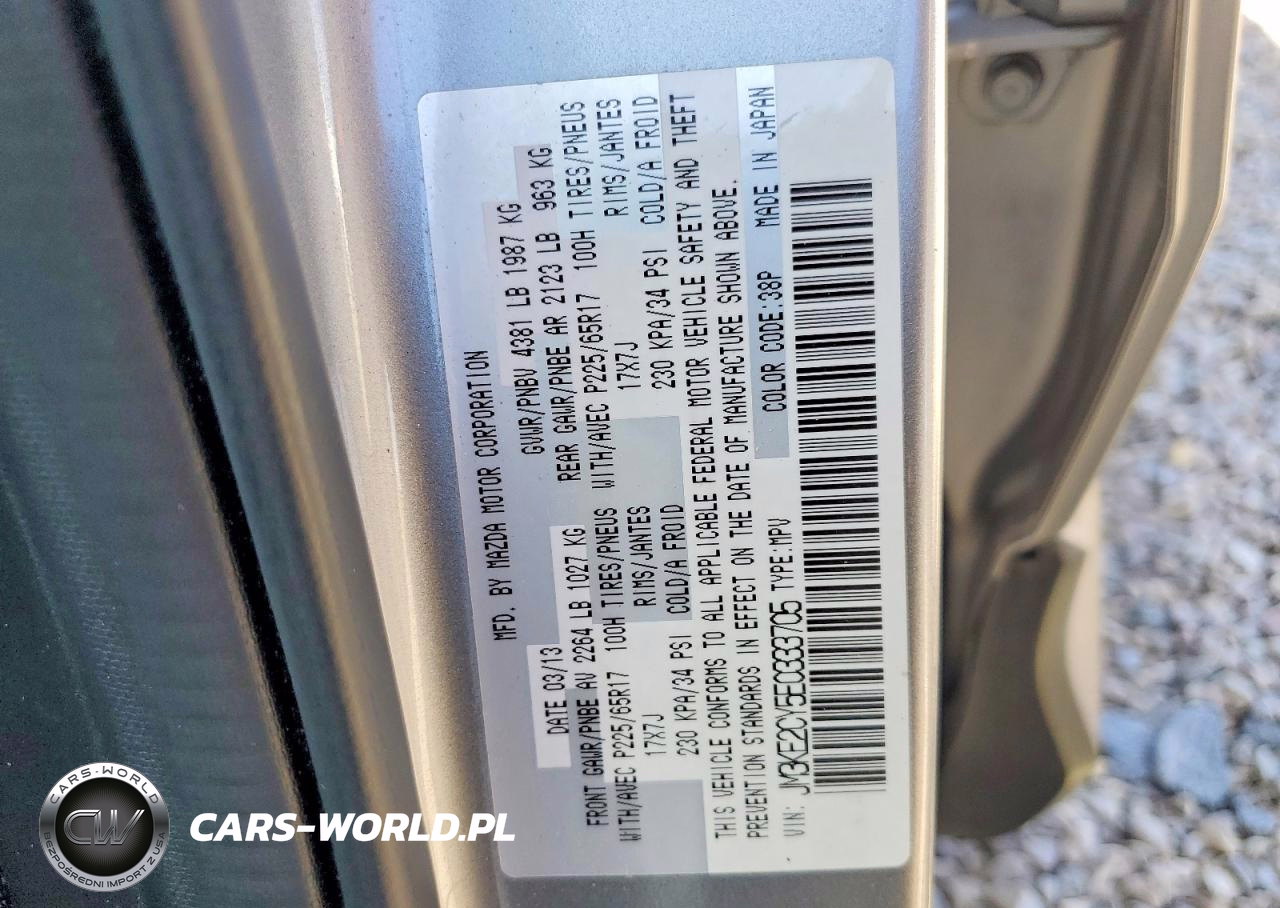 MFD. BY MAZDA MOTOR CORPORATION
DATE 03/13 GVWR/PNBV 4381 LB 1987 KG
FRONT GAWR/PNBE AV 2264 LB 1027 KG REAR GAWR/PNBE AR 2123 LB 963 KG
WITH/AVEC P225/65R17 100H TIRES/PNEUS WITH/AVEC P225/65R17 100H TIRES/PNEUS
17X7J RIMS/JANTES 17X7J RIMS/JANTES
230 KPA/34 PSI COLD/A FROID 230 KPA/34 PSI COLD/A FROID
THIS VEHICLE CONFORMS TO ALL APPLICABLE FEDERAL MOTOR VEHICLE SAFETY AND THEFT
PREVENTION STANDARDS IN EFFECT ON THE DATE OF MANUFACTURE SHOWN ABOVE.
COLOR CODE:38P MADE IN JAPAN
VIN: JM3KE2CY5E0333705 TYPE:MPV
CARS-WORLD
CW
BEZPOŚREDNI IMPORT Z USA
CARS-WORLD.PL